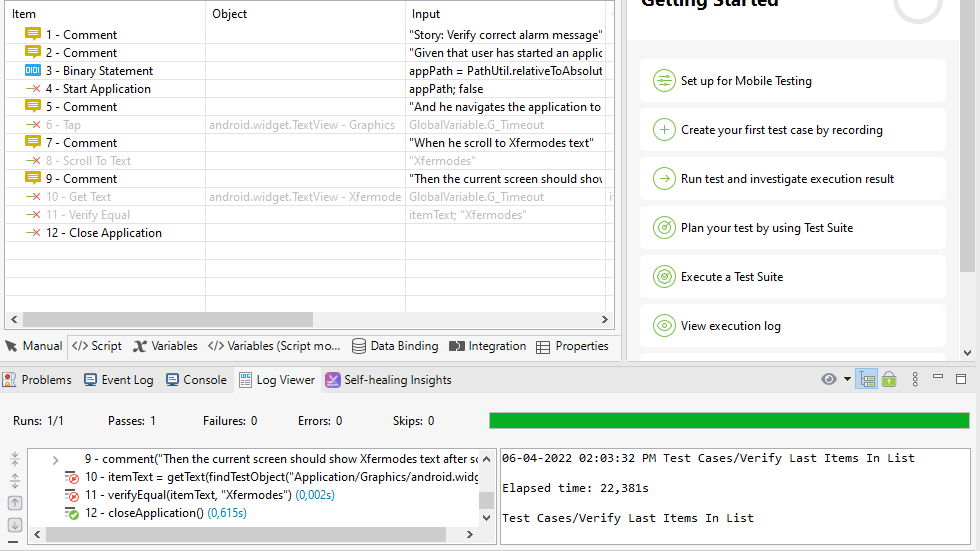 Item Object Input
1 - Comment "Story: Verify correct alarm message"
2 - Comment "Given that user has started an applic
3 - Binary Statement appPath = PathUtil.relativeToAbsolut
4 - Start Application appPath; false
5 - Comment "And he navigates the application to
6 - Tap android.widget.TextView - Graphics GlobalVariable.G_Timeout
7 - Comment "When he scroll to Xfermodes text"
8 - Scroll To Text "Xfermodes"
9 - Comment "Then the current screen should show
10 - Get Text android.widget.TextView - Xfermode GlobalVariable.G_Timeout
11 - Verify Equal itemText; "Xfermodes"
12 - Close Application
Manual </> Script Variables </> Variables (Script mo... Data Binding Integration Properties
Getting Started
Set up for Mobile Testing
Create your first test case by recording
Run test and investigate execution result
Plan your test by using Test Suite
Execute a Test Suite
View execution log
Problems Event Log Console Log Viewer Self-healing Insights
Runs: 1/1 Passes: 1 Failures: 0 Errors: 0 Skips: 0
9 - comment("Then the current screen should show Xfermodes text after sc
10 - itemText = getText(findTestObject("Application/Graphics/android.widg
11 - verifyEqual(itemText, "Xfermodes") (0,002s)
12 - closeApplication() (0,615s)
06-04-2022 02:03:32 PM Test Cases/Verify Last Items In List
Elapsed time: 22,381s
Test Cases/Verify Last Items In List